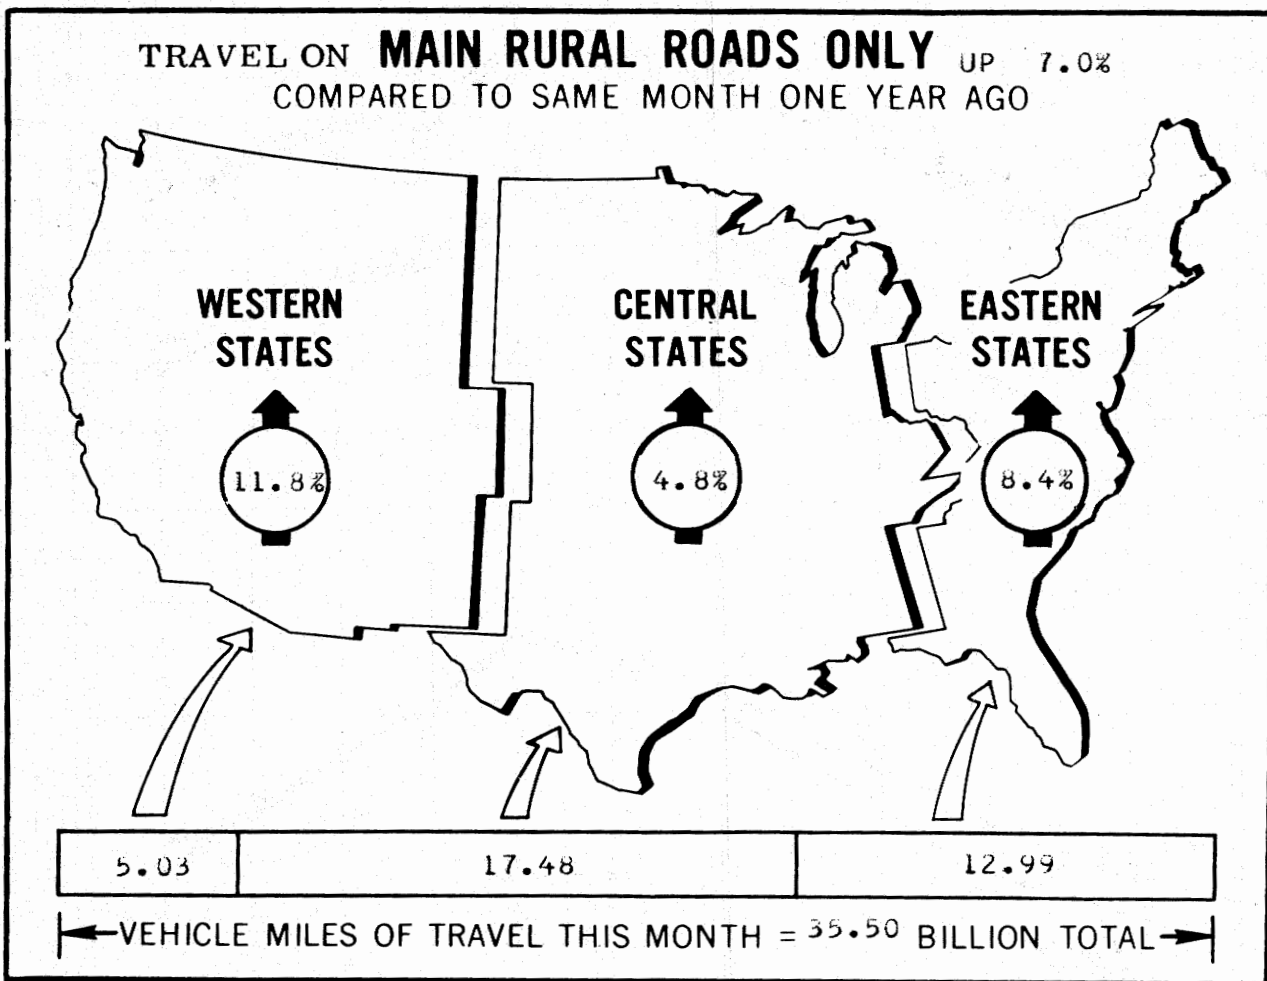 TRAVEL ON MAIN RURAL ROADS ONLY UP 7.0%
COMPARED TO SAME MONTH ONE YEAR AGO
WESTERN
STATES
CENTRAL
STATES
EASTERN
STATES
11.8%
4.8%
8.4%
5.03
17.48
12.99
VEHICLE MILES OF TRAVEL THIS MONTH = 35.50 BILLION TOTAL